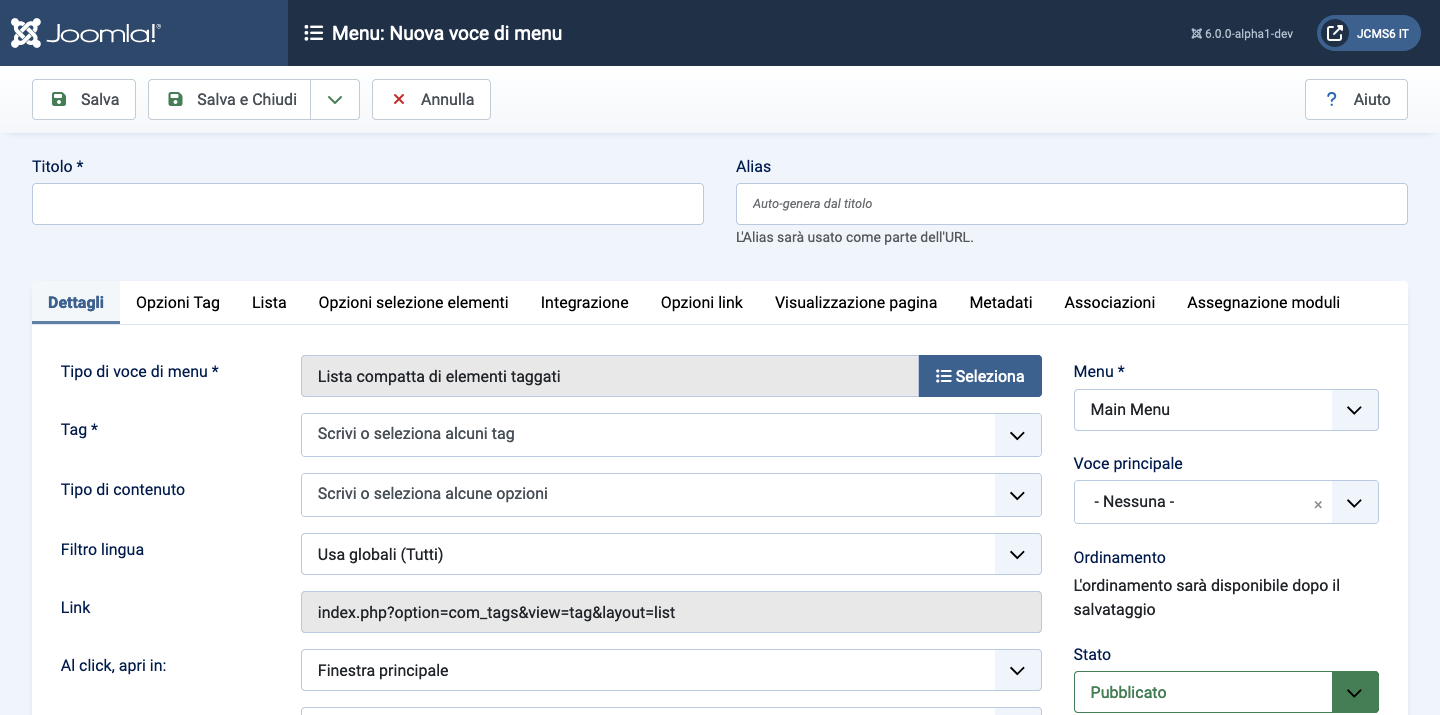 Joomla!®
Menu: Nuova voce di menu
6.0.0-alpha1-dev
JCMS6 IT
Salva
Salva e Chiudi
Annulla
? Aiuto
Titolo *
Alias
Auto-genera dal titolo
L'Alias sarà usato come parte dell'URL.
Dettagli
Opzioni Tag
Lista
Opzioni selezione elementi
Integrazione
Opzioni link
Visualizzazione pagina
Metadati
Associazioni
Assegnazione moduli
Tipo di voce di menu *
Lista compatta di elementi taggati
Seleziona
Tag *
Scrivi o seleziona alcuni tag
Tipo di contenuto
Scrivi o seleziona alcune opzioni
Filtro lingua
Usa globali (Tutti)
Link
index.php?option=com_tags&view=tag&layout=list
Al click, apri in:
Finestra principale
Menu *
Main Menu
Voce principale
- Nessuna -
×
Ordinamento
L'ordinamento sarà disponibile dopo il
salvataggio
Stato
Pubblicato